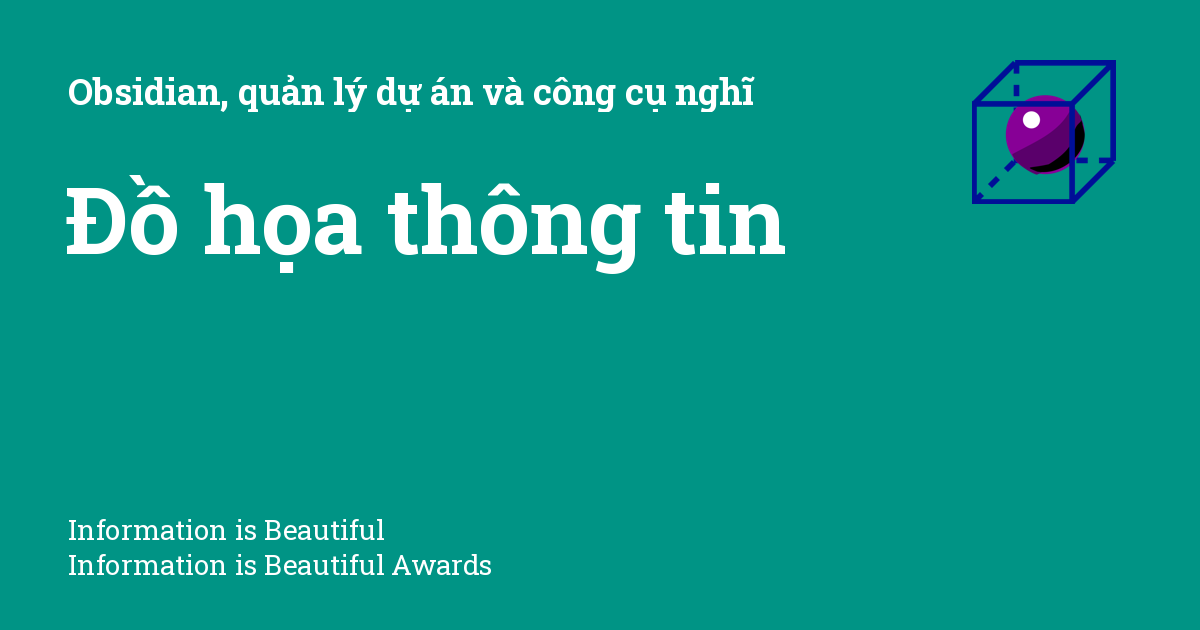 Obsidian, quản lý dự án và công cụ nghĩ
Đồ họa thông tin
Information is Beautiful
Information is Beautiful Awards